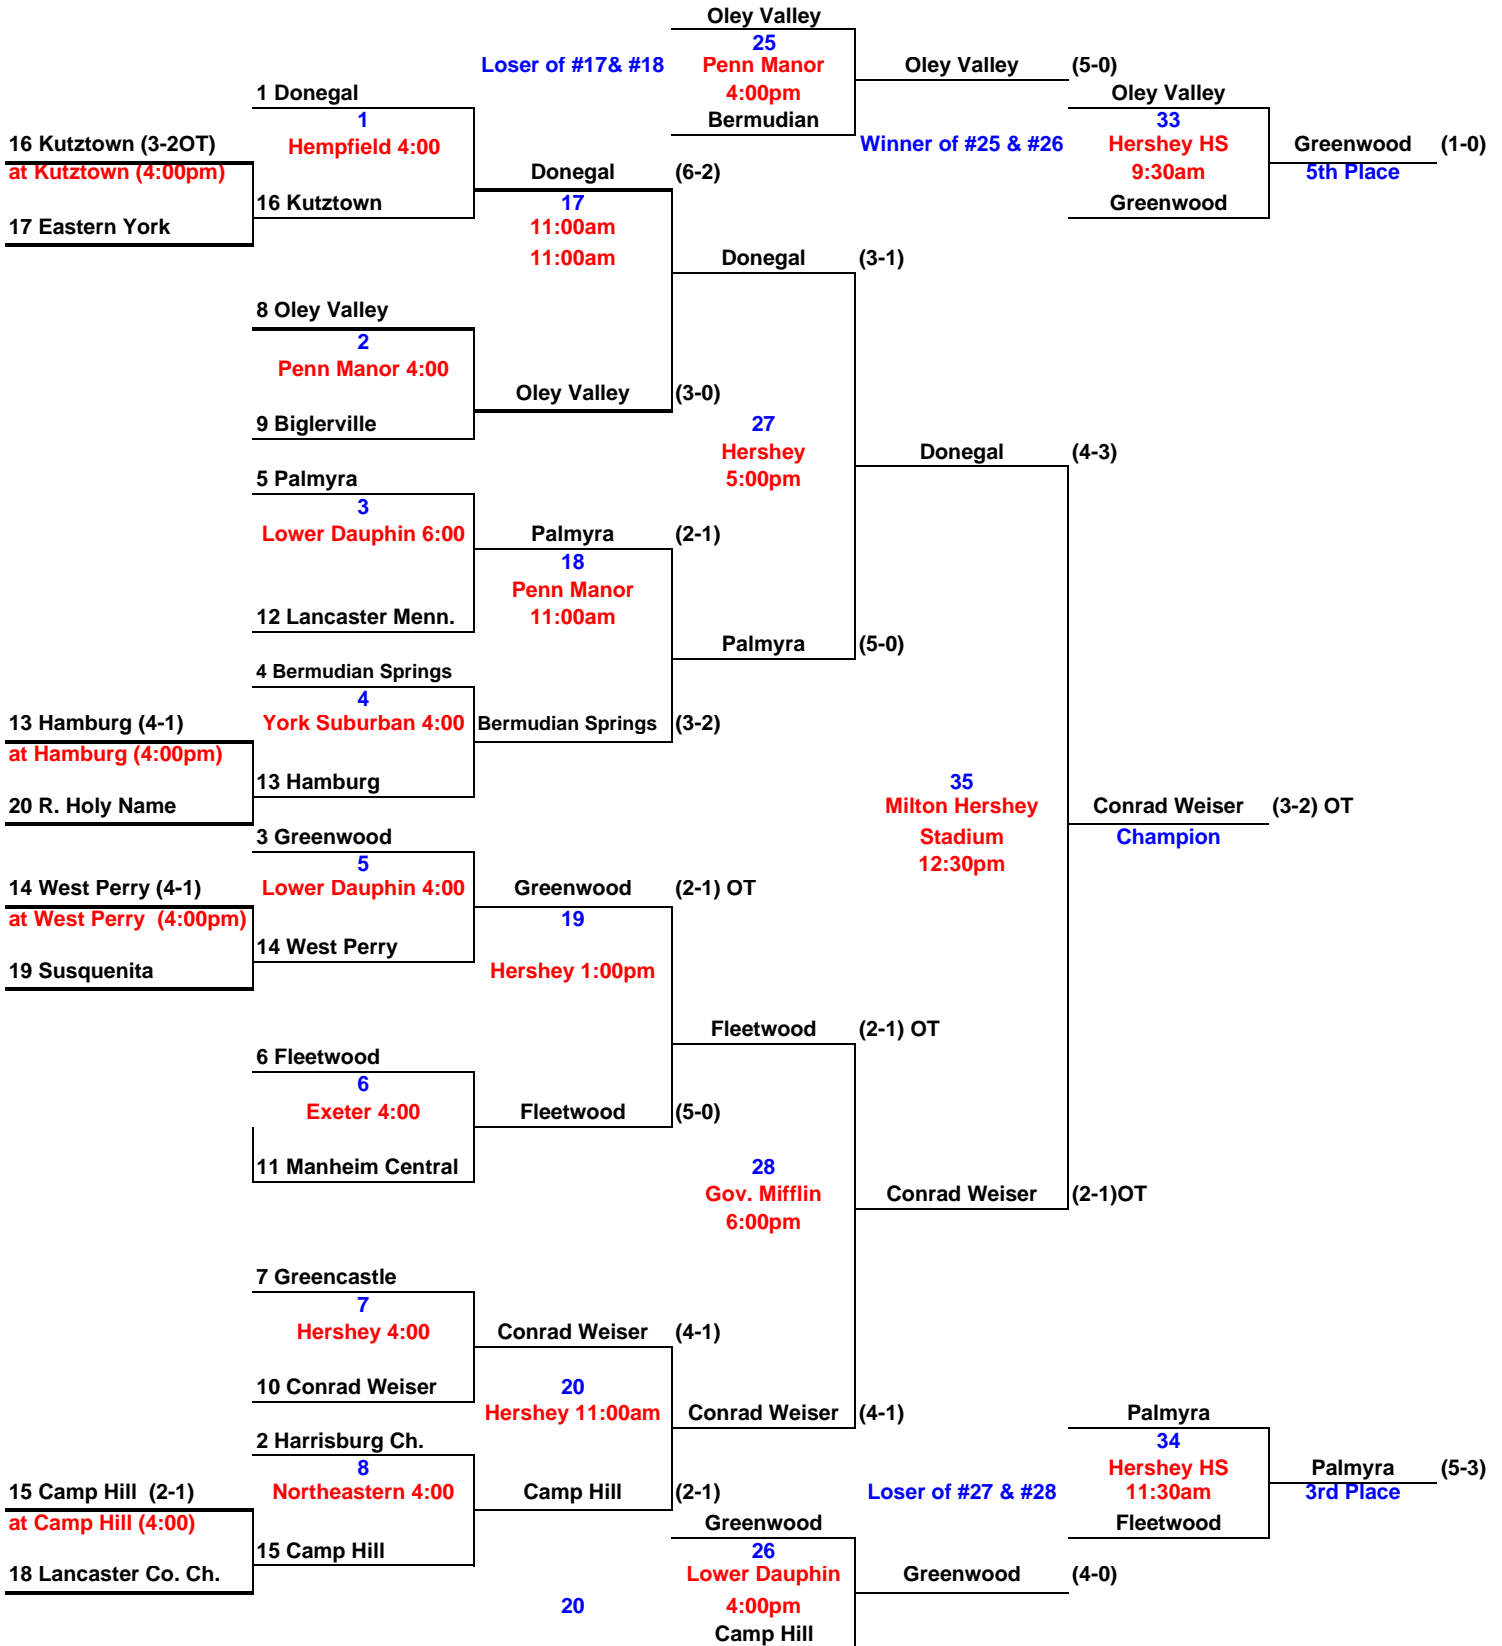 Oley Valley
25
Loser of #17& #18
Penn Manor
Oley Valley
(5-0)
1 Donegal
4:00pm
Oley Valley
1
Bermudian
33
16 Kutztown (3-2OT)
Hempfield 4:00
Winner of #25 & #26
Hershey HS
Greenwood
(1-0)
at Kutztown (4:00pm)
Donegal
(6-2)
9:30am
5th Place
16 Kutztown
17
Greenwood
17 Eastern York
11:00am
11:00am
Donegal
(3-1)
8 Oley Valley
2
Penn Manor 4:00
Oley Valley
(3-0)
9 Biglerville
27
Hershey
Donegal
(4-3)
5 Palmyra
5:00pm
3
Lower Dauphin 6:00
Palmyra
(2-1)
18
Penn Manor
12 Lancaster Menn.
11:00am
Palmyra
(5-0)
4 Bermudian Springs
4
13 Hamburg (4-1)
York Suburban 4:00
Bermudian Springs
(3-2)
at Hamburg (4:00pm)
13 Hamburg
35
20 R. Holy Name
Milton Hershey
Conrad Weiser
(3-2) OT
3 Greenwood
Stadium
Champion
5
12:30pm
14 West Perry (4-1)
Lower Dauphin 4:00
Greenwood
(2-1) OT
at West Perry (4:00pm)
19
14 West Perry
19 Susquenita
Hershey 1:00pm
Fleetwood
(2-1) OT
6 Fleetwood
6
Exeter 4:00
Fleetwood
(5-0)
11 Manheim Central
28
Gov. Mifflin
Conrad Weiser
(2-1)OT
6:00pm
7 Greencastle
7
Hershey 4:00
Conrad Weiser
(4-1)
10 Conrad Weiser
20
Hershey 11:00am
Conrad Weiser
(4-1)
Palmyra
2 Harrisburg Ch.
34
8
Hershey HS
Palmyra
(5-3)
15 Camp Hill (2-1)
Northeastern 4:00
Camp Hill
(2-1)
Loser of #27 & #28
11:30am
3rd Place
at Camp Hill (4:00)
Greenwood
Fleetwood
15 Camp Hill
26
18 Lancaster Co. Ch.
Lower Dauphin
Greenwood
(4-0)
20
4:00pm
Camp Hill